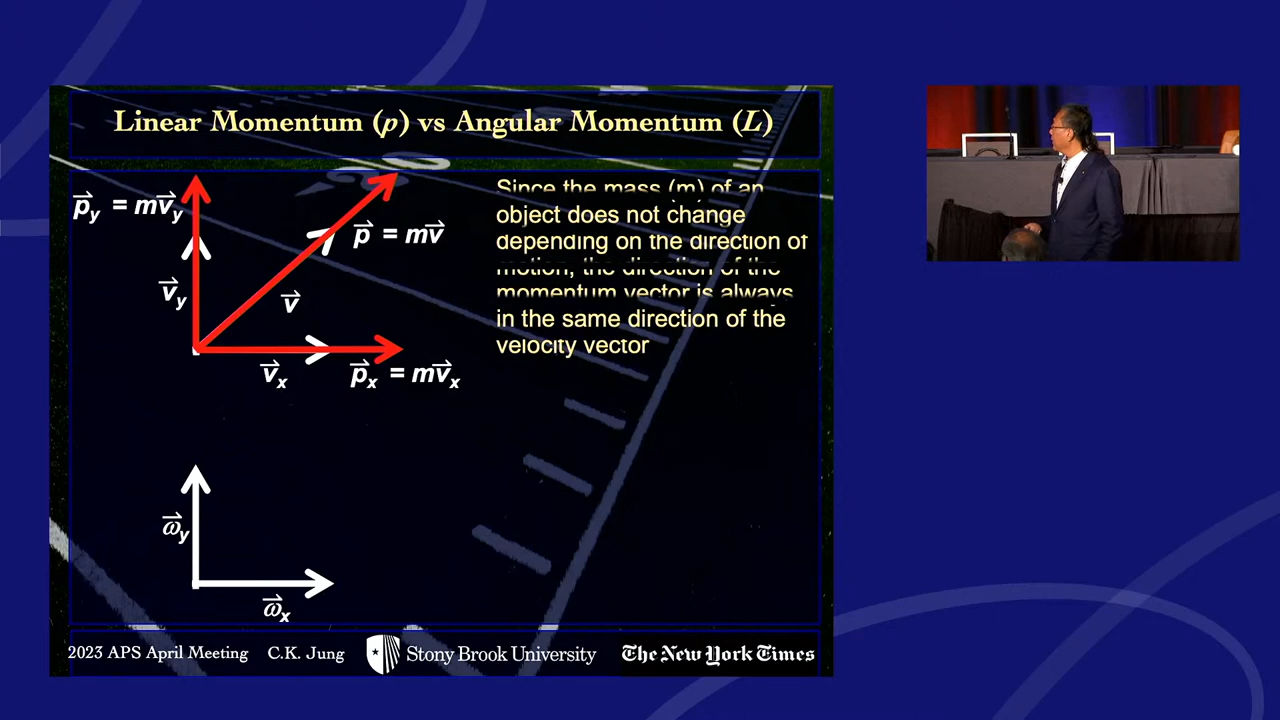 Linear Momentum (p) vs Angular Momentum (L)
p⃗y = mv⃗y
p⃗ = mv⃗
v⃗y
v⃗
v⃗x
p⃗x = mv⃗x
Since the mass (m) of an
object does not change
depending on the direction of
motion, the direction of the
momentum vector is always
in the same direction of the
velocity vector
ω⃗y
ω⃗x
2023 APS April Meeting C.K. Jung Stony Brook University The New York Times